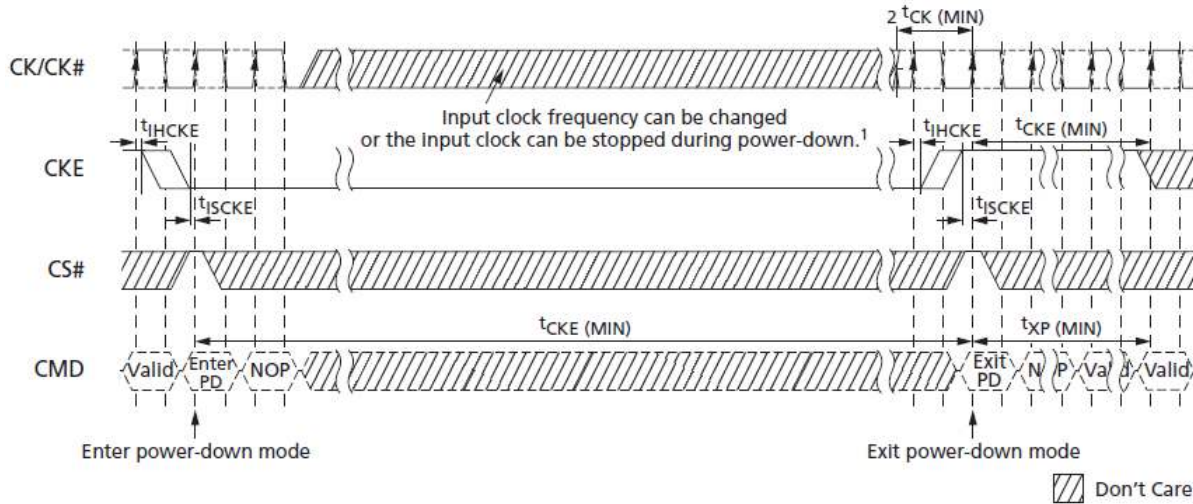 2 tCK (MIN)
CK/CK#
Input clock frequency can be changed
or the input clock can be stopped during power-down.1
tIHCKE
tIHCKE
tCKE (MIN)
CKE
tISCKE
tISCKE
CS#
tCKE (MIN)
tXP (MIN)
CMD
Valid
Enter
PD
NOP
Exit
PD
N P
Va d
Valid
Enter power-down mode
Exit power-down mode
Don't Care